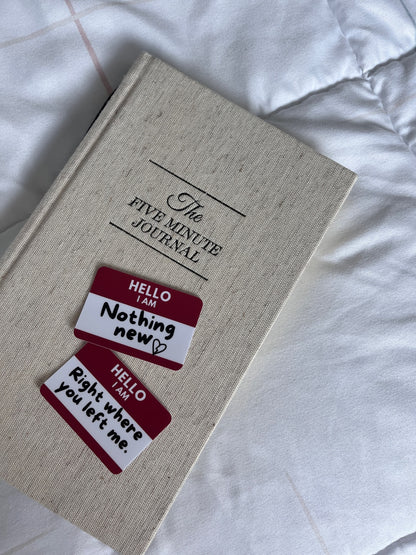 The
FIVE MINUTE
JOURNAL
HELLO
I AM
Nothing
new
HELLO
I AM
Right where
you left me.